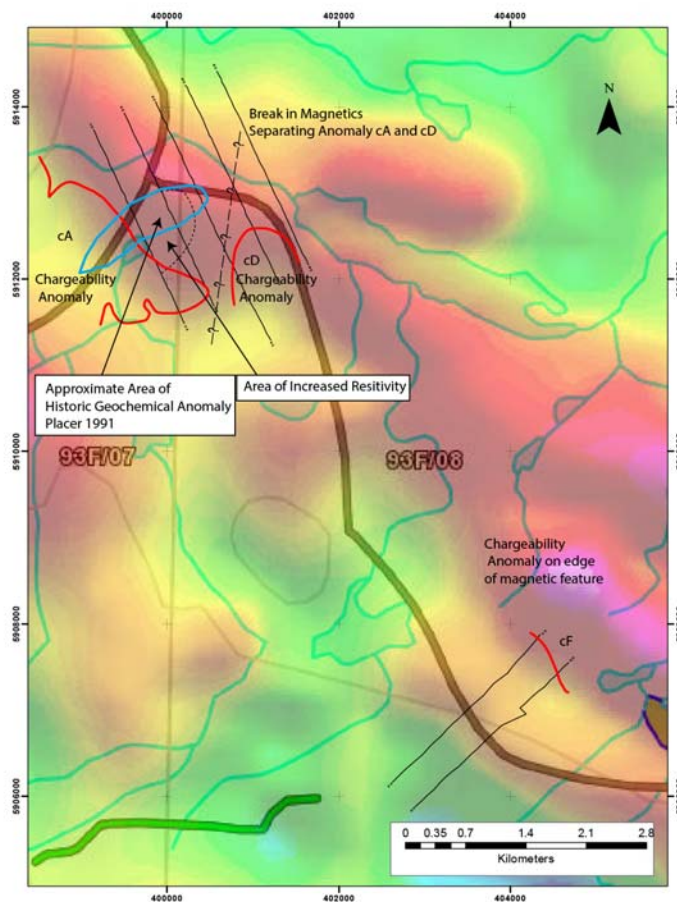 400000
402000
404000
5914000
N
Break in Magnetics
Separating Anomaly cA and cD
?
cA
cD
Chargeability
Anomaly
Chargeability
Anomaly
?
?
5912000
?
Approximate Area of
Historic Geochemical Anomaly
Placer 1991
Area of Increased Resitivity
5910000
93F/07
93F/08
Chargeability
Anomaly on edge
of magnetic feature
5908000
cF
5906000
0
0.35
0.7
1.4
2.1
2.8
Kilometers
400000
402000
404000